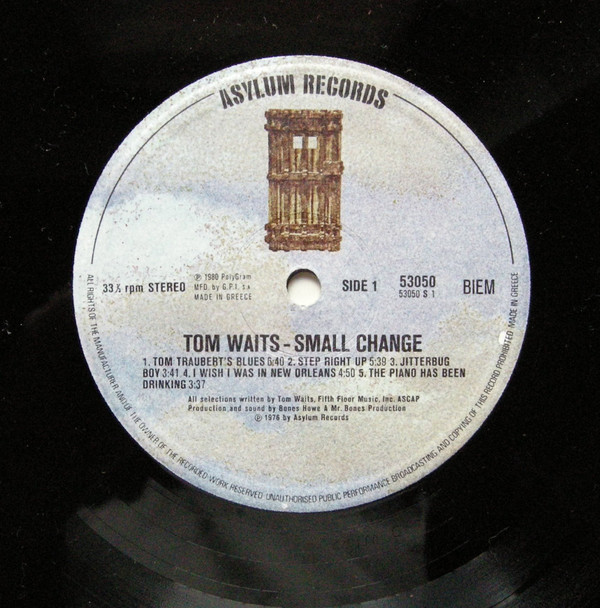 ASYLUM RECORDS
33⅓ rpm STEREO
℗ 1980 PolyGram
MFD. by G.P.I. s.a.
MADE IN GREECE
SIDE 1
53050
53050 S 1
BIEM
TOM WAITS - SMALL CHANGE
1. TOM TRAUBERT'S BLUES 6:40 2. STEP RIGHT UP 5:39 3. JITTERBUG
BOY 3:41 4. I WISH I WAS IN NEW ORLEANS 4:50 5. THE PIANO HAS BEEN
DRINKING 3:37
All selections written by Tom Waits, Fifth Floor Music, Inc. ASCAP
Production and sound by Bones Howe A Mr. Bones Production
℗ 1976 by Asylum Records
ALL RIGHTS OF THE MANUFACTURER AND OF THE OWNER OF THE RECORDED WORK RESERVED. UNAUTHORISED PUBLIC PERFORMANCE BROADCASTING AND COPYING OF THIS RECORD PROHIBITED MADE IN GREECE